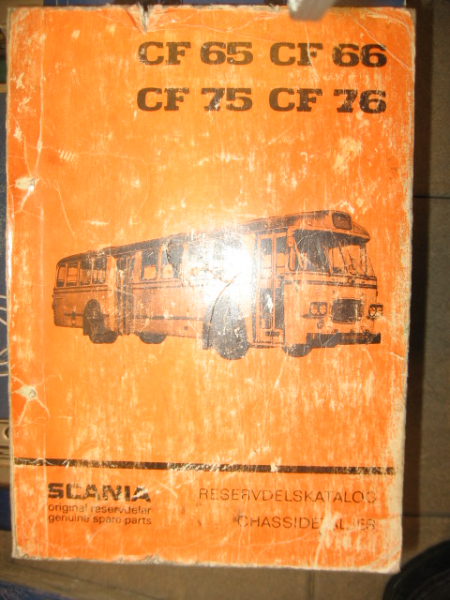 CF 65 CF 66
CF 75 CF 76
SCANIA
original reservdelar
genuine spare parts
RESERVDELSKATALOG